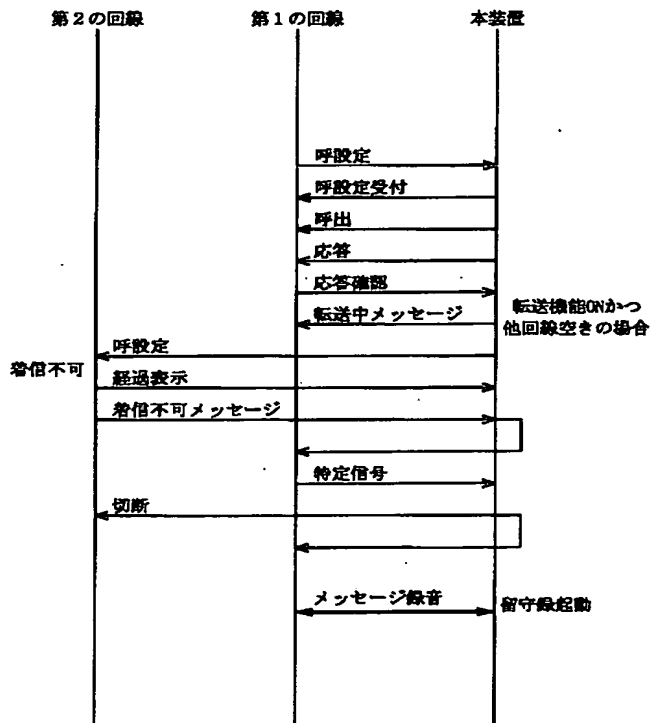 第2の回線
第1の回線
本装置
呼設定
呼設定受付
呼出
応答
応答確認
転送中メッセージ
転送機能ONかつ
他回線空きの場合
呼設定
着信不可
経過表示
着信不可メッセージ
特定信号
切断
メッセージ録音
留守録起動